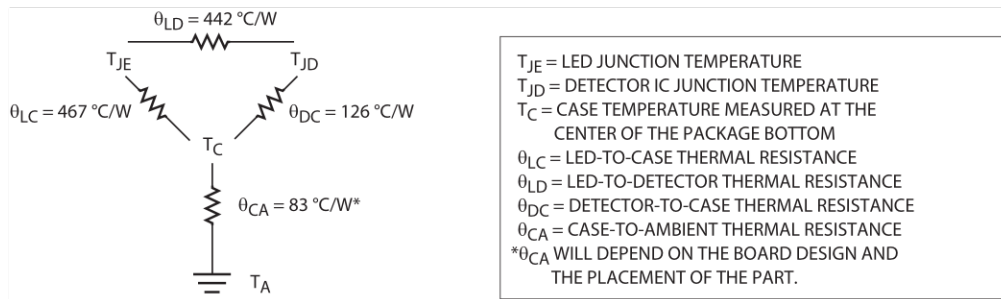 θLD = 442 °C/W
TJE
TJD
θLC = 467 °C/W
θDC = 126 °C/W
TC
θCA = 83 °C/W*
TA
TJE = LED JUNCTION TEMPERATURE
TJD = DETECTOR IC JUNCTION TEMPERATURE
TC = CASE TEMPERATURE MEASURED AT THE
CENTER OF THE PACKAGE BOTTOM
θLC = LED-TO-CASE THERMAL RESISTANCE
θLD = LED-TO-DETECTOR THERMAL RESISTANCE
θDC = DETECTOR-TO-CASE THERMAL RESISTANCE
θCA = CASE-TO-AMBIENT THERMAL RESISTANCE
*θCA WILL DEPEND ON THE BOARD DESIGN AND
THE PLACEMENT OF THE PART.